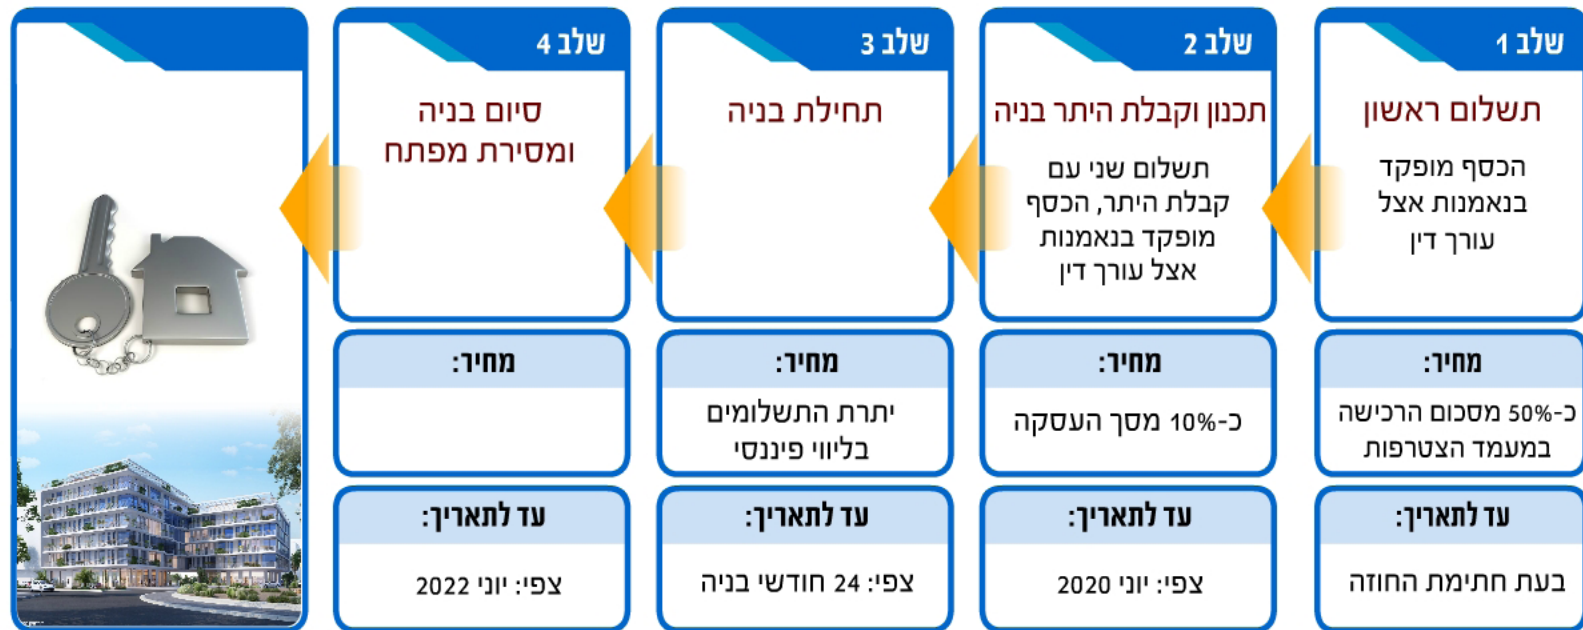 שלב 1
תשלום ראשון
הכסף מופקד
בנאמנות אצל
עורך דין
מחיר:
כ-50% מסכום הרכישה
במעמד הצטרפות
עד לתאריך:
בעת חתימת החוזה
שלב 2
תכנון וקבלת היתר בניה
תשלום שני עם
קבלת היתר, הכסף
מופקד בנאמנות
אצל עורך דין
מחיר:
כ-10% מסך העסקה
עד לתאריך:
צפי: יוני 2020
שלב 3
תחילת בניה
מחיר:
יתרת התשלומים
בליווי פיננסי
עד לתאריך:
צפי: 24 חודשי בניה
שלב 4
סיום בניה
ומסירת מפתח
מחיר:
עד לתאריך:
צפי: יוני 2022